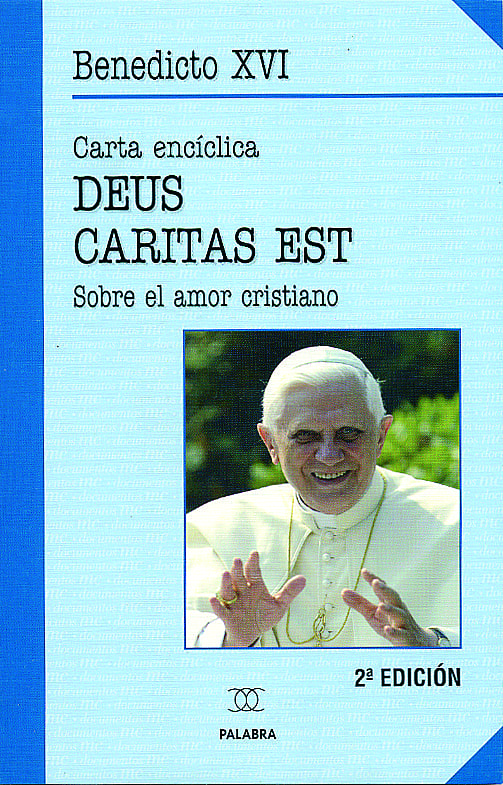 Benedicto XVI
Carta encíclica
DEUS
CARITAS EST
Sobre el amor cristiano
2ª EDICIÓN
PALABRA